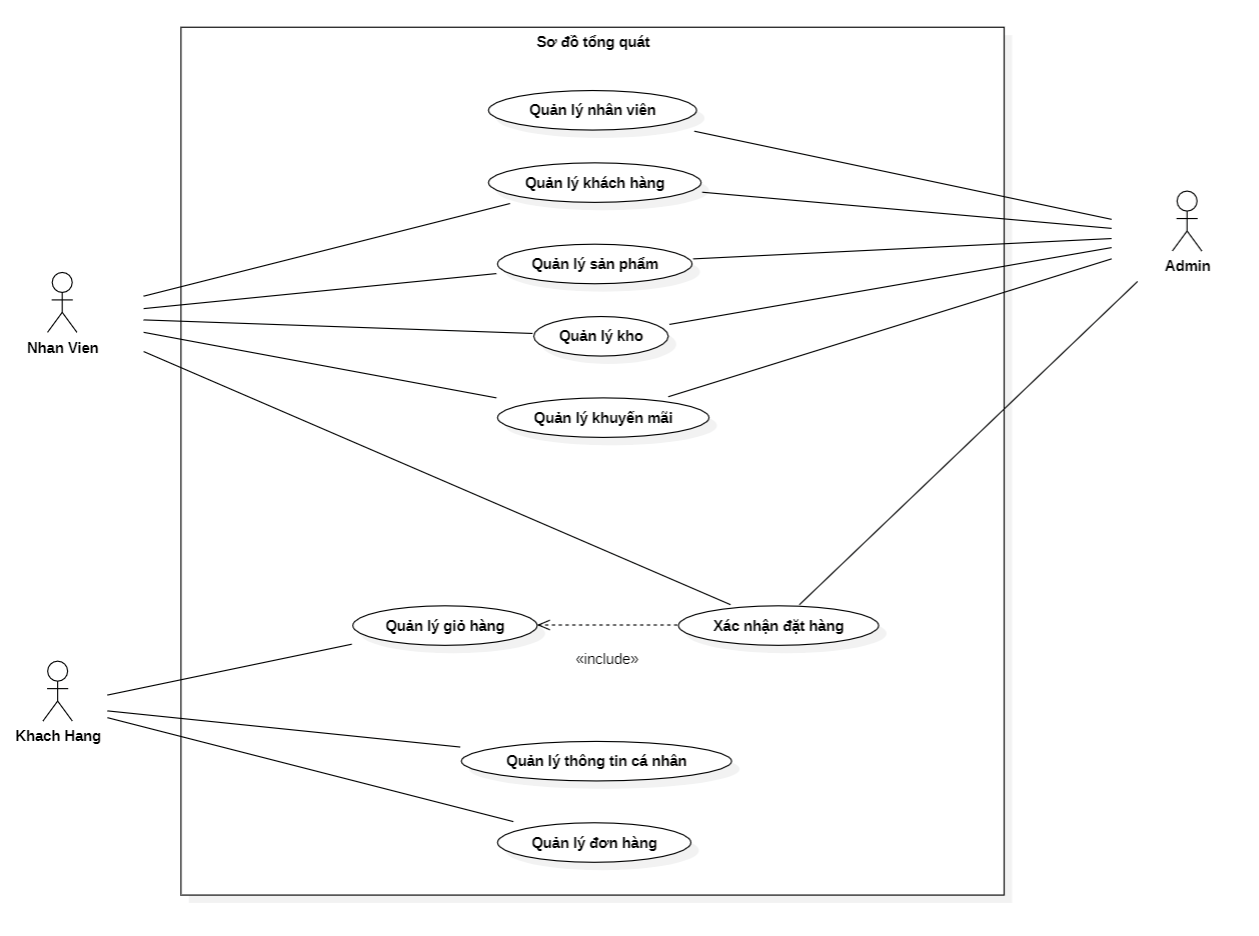 Sơ đồ tổng quát
Quản lý nhân viên
Quản lý khách hàng
Quản lý sản phẩm
Admin
Quản lý kho
Nhan Vien
Quản lý khuyến mãi
Quản lý giỏ hàng
Xác nhận đặt hàng
«include»
Khach Hang
Quản lý thông tin cá nhân
Quản lý đơn hàng